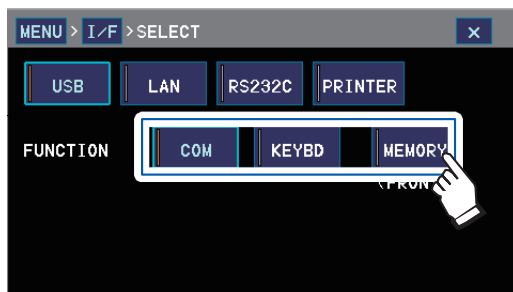 MENU > I/F >SELECT x
USB LAN RS232C PRINTER
FUNCTION COM KEYBD MEMORY